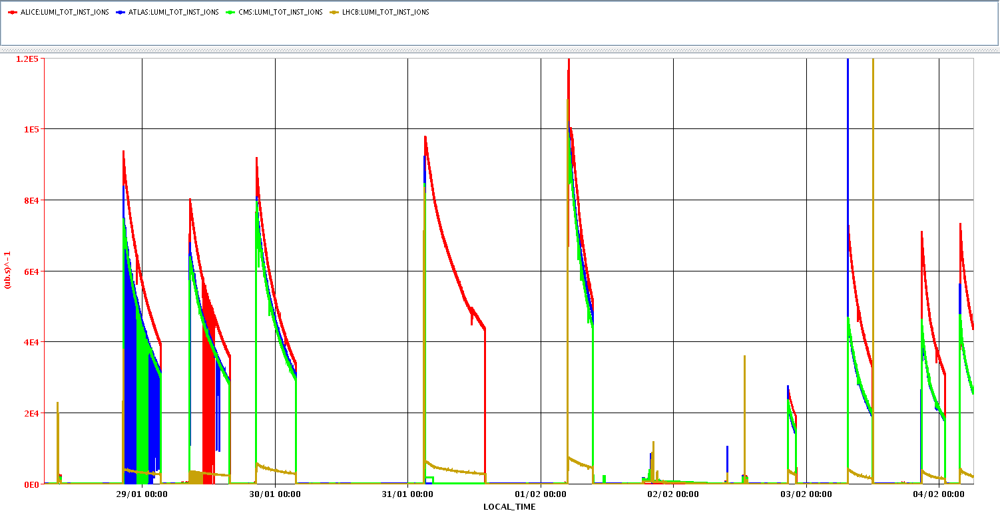 ALICE:LUMI_TOT_INST_IONS ATLAS:LUMI_TOT_INST_IONS CMS:LUMI_TOT_INST_IONS LHCB:LUMI_TOT_INST_IONS
1.2E5
1E5
8E4
6E4
4E4
2E4
0E0
(ub.s)^-1
29/01 00:00 30/01 00:00 31/01 00:00 01/02 00:00 02/02 00:00 03/02 00:00 04/02 00:00
LOCAL_TIME